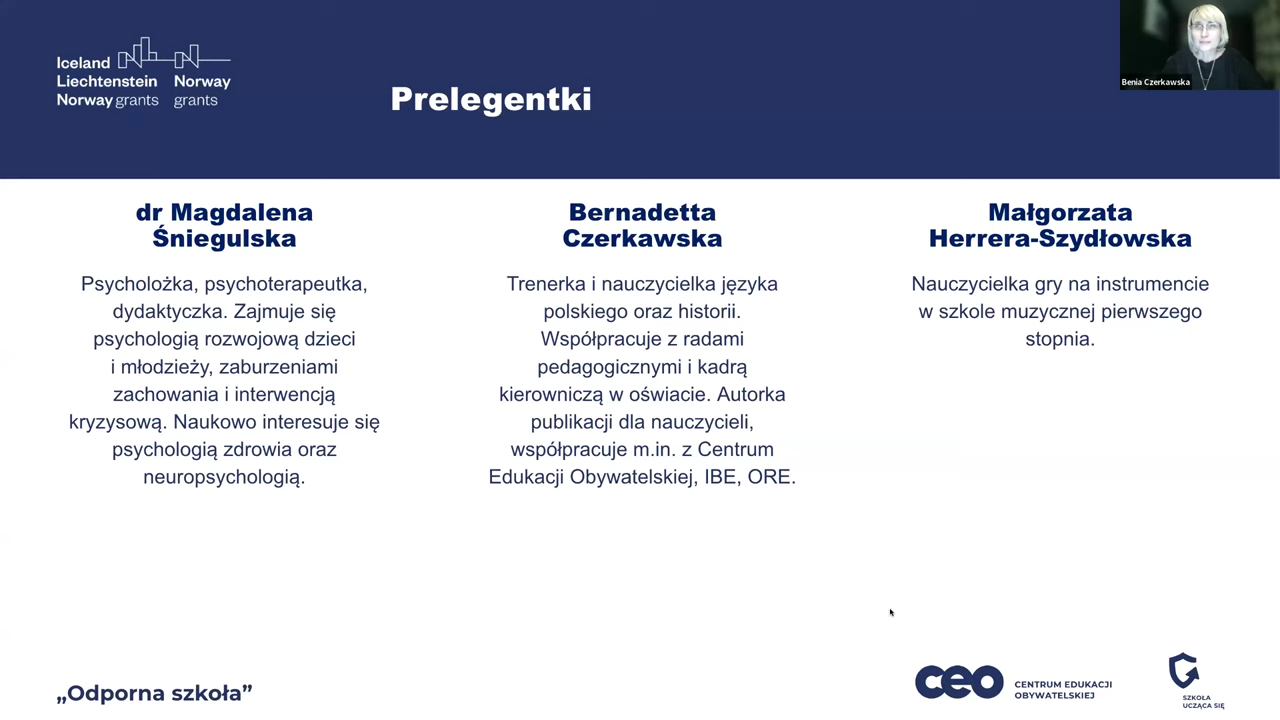 Iceland
Liechtenstein
Norway grants
Norway
grants
Prelegentki
Benia Czerkawska
dr Magdalena
Śniegulska
Psycholożka, psychoterapeutka,
dydaktyczka. Zajmuje się
psychologią rozwojową dzieci
i młodzieży, zaburzeniami
zachowania i interwencją
kryzysową. Naukowo interesuje się
psychologią zdrowia oraz
neuropsychologią.
Bernadetta
Czerkawska
Trenerka i nauczycielka języka
polskiego oraz historii.
Współpracuje z radami
pedagogicznymi i kadrą
kierowniczą w oświacie. Autorka
publikacji dla nauczycieli,
współpracuje m.in. z Centrum
Edukacji Obywatelskiej, IBE, ORE.
Małgorzata
Herrera-Szydłowska
Nauczycielka gry na instrumencie
w szkole muzycznej pierwszego
stopnia.
„Odporna szkoła”
ceo
CENTRUM EDUKACJI
OBYWATELSKIEJ
SZKOŁA
UCZĄCA SIĘ